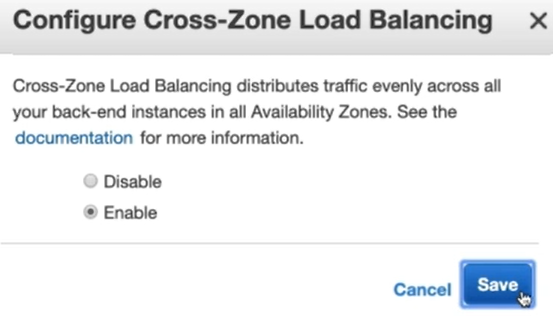 Configure Cross-Zone Load Balancing ×
Cross-Zone Load Balancing distributes traffic evenly across all
your back-end instances in all Availability Zones. See the
documentation for more information.
Disable
Enable
Cancel Save